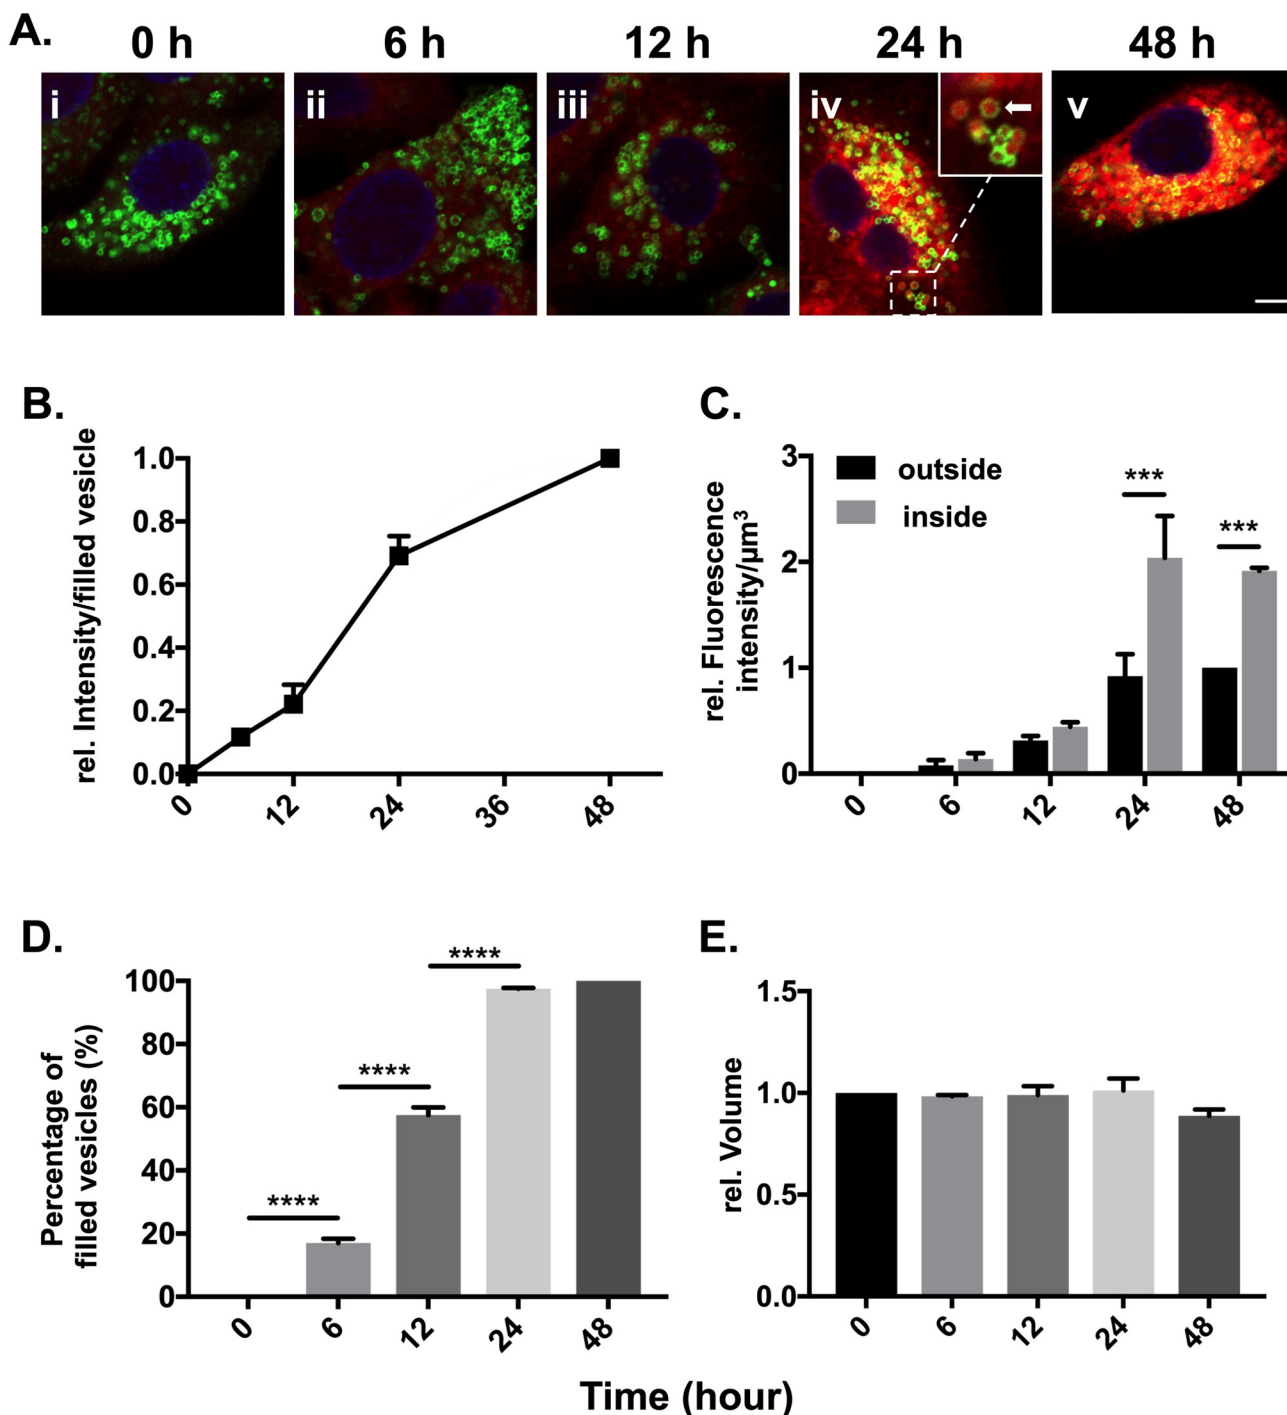 A.
0 h 6 h 12 h 24 h 48 h
i ii iii iv v
B.
rel. Intensity/filled vesicle
1.0
0.8
0.6
0.4
0.2
0.0
0 12 24 36 48
C.
rel. Fluorescence
intensity/µm³
3
2
1
0
outside
inside
***
***
0 6 12 24 48
D.
Percentage of
filled vesicles (%)
100
80
60
40
20
0
****
****
****
0 6 12 24 48
E.
rel. Volume
1.5
1.0
0.5
0.0
0 6 12 24 48
Time (hour)